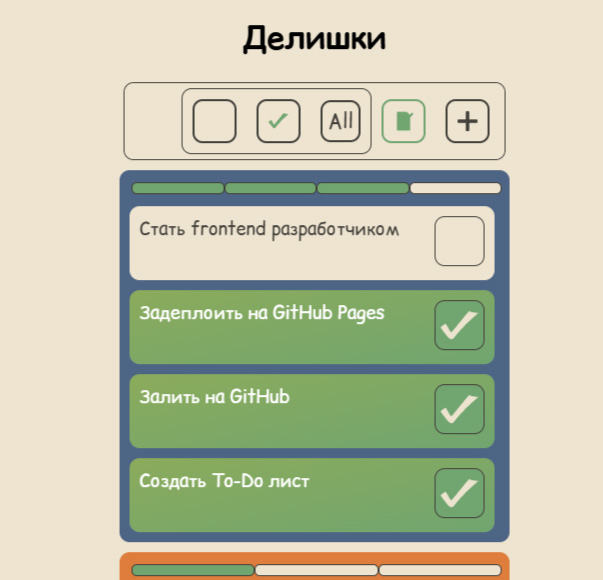 Делишки
All
Стать frontend разработчиком
Задеплоить на GitHub Pages
Залить на GitHub
Создать To-Do лист